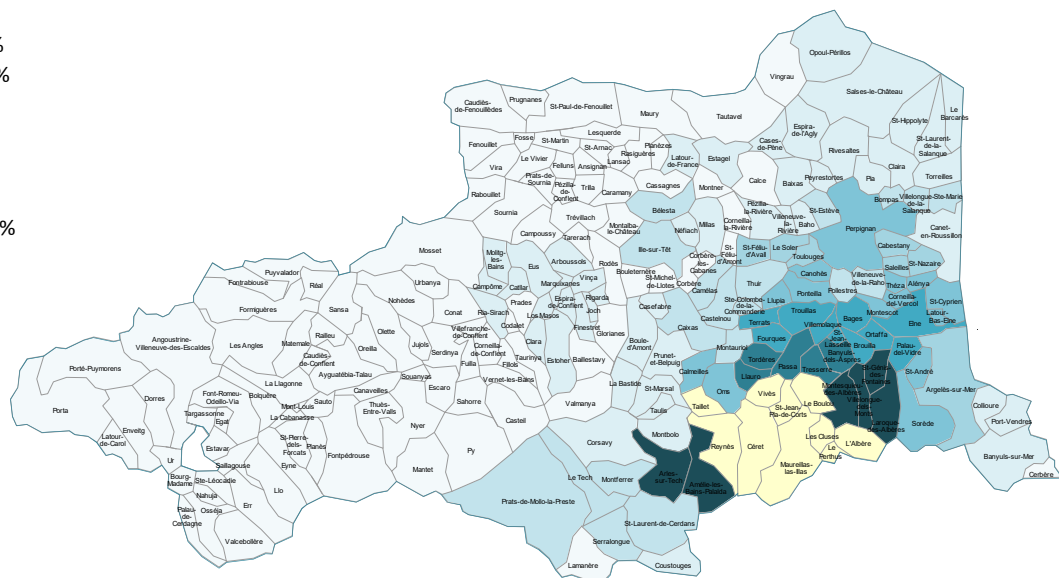 %
%
%
Opoul-Périllos
Vingrau
Salses-le-Château
Le
Barcarès
Caudiès-
de-Fenouillèdes
Prugnanes
St-Paul-de-Fenouillet
Maury
Tautavel
St-Hippolyte
Espira-
de-l'Agly
Cases-
de-Pène
St-Laurent-
de-la-
Salanque
Fosse
St-Martin
Lesquerde
Fenouillet
St-Arnac
Planèzes
Rasiguères
Lansac
Latour-
de-France
Estagel
Rivesaltes
Claira
Le Vivier
Vira
Felluns
Ansignan
Prats-de-
Sournia
Pézilla-
de-
Conflent
Trilla
Caramany
Cassagnes
Montner
Calce
Baixas
Peyrestortes
Pia
Torreilles
Rabouillet
Sournia
Trévillach
Bélesta
Pézilla-
la-Rivière
Villeneuve-
la-
Rivière
Baho
St-Estève
Bompas
Villelongue-
de-la-
Salanque
Ste-Marie
Campoussy
Tarerach
Montalba-
le-Château
Ille-sur-Têt
Néfiach
Millas
Corneilla-
la-Rivière
Perpignan
Canet-
en-Roussillon
Mosset
Molitg-
les-
Bains
Eus
Arboussols
Rodès
Bouleternère
Corbère-
les-
Cabanes
St-
Féliu-
d'Amont
St-Féliu-
d'Avall
Le Soler
Toulouges
Cabestany
Saleilles
St-Nazaire
Puyvalador
Fontrabiouse
Réal
Urbanya
Campôme
Catllar
Marquixanes
Vinça
St-Michel-
de-Llotes
Corbère
Camélas
Thuir
Canohès
Villeneuve-
de-la-Raho
Théza
Alénya
Formiguères
Sansa
Nohèdes
Conat
Ria-Sirach
Prades
Los Masos
Espira-
de-Conflent
Rigarda
Joch
Finestret
Casefabre
Ste-Colombe-
de-la-
Commanderie
Llupia
Ponteilla
Pollestres
Corneilla-
del-Vercol
St-Cyprien
Latour-
Bas-Elne
Angoustrine-
Villeneuve-des-Escaldes
Les Angles
Matemale
Railleu
Caudiès-
de-Conflent
Olette
Oreilla
Jujols
Serdinya
Villefranche-
de-Conflent
Corneilla-
de-Conflent
Codalet
Clara
Taurinya
Fuilla
Fillols
Estoher
Ballestavy
Glorianes
Boule-
d'Amont
Caixas
Castelnou
Terrats
Trouillas
Villemolaque
Bages
Montescot
Elne
Porté-Puymorens
Fourques
St-
Jean-
Lasseille
Brouilla
Ortaffa
Palau-
del-Vidre
La Llagonne
Ayguatébia-Talau
Sauto
Canaveilles
Souanyas
Escaro
Vernet-les-Bains
Prunet-
et-Belpuig
Montauriol
Calmeilles
Tordères
Passa
Banyuls-
dels-Aspres
Tresserre
Llauro
St-Génis-
des-
Fontaines
St-André
Argelès-sur-Mer
Porta
Dorres
Font-Romeu-
Odeillo-Via
Bolquère
Targassonne
Egat
Mont-Louis
La Cabanasse
Thuès-
Entre-Valls
Sahorre
Valmanya
La Bastide
St-Marsal
Oms
Taillet
Vivès
St-Jean-
Pla-de-Corts
Le Boulou
Montesquieu-
des-Albères
Villelongue-
dels-
Monts
Laroque-
des-Albères
Sorède
Collioure
Port-Vendres
Enveitg
Latour-
de-Carol
Ur
Estavar
Saillagouse
St-Pierre-
dels-
Forcats
Planès
Eyne
Fontpédrouse
Nyer
Mantet
Py
Casteil
Corsavy
Taulis
Montbolo
Reynès
Céret
Les Cluses
Le
Perthus
L'Albère
Maureillas-
las-Illas
Banyuls-sur-Mer
Cerbère
Bourg-
Madame
Ste-Léocadie
Nahuja
Osséja
Palau-
de-
Cerdagne
Err
Llo
Valcebollère
Prats-de-Mollo-la-Preste
Le Tech
Montferrer
Arles-
sur-Tech
Amélie-les-
Bains-Palalda
St-Laurent-de-Cerdans
Serralongue
Lamanère
Coustouges